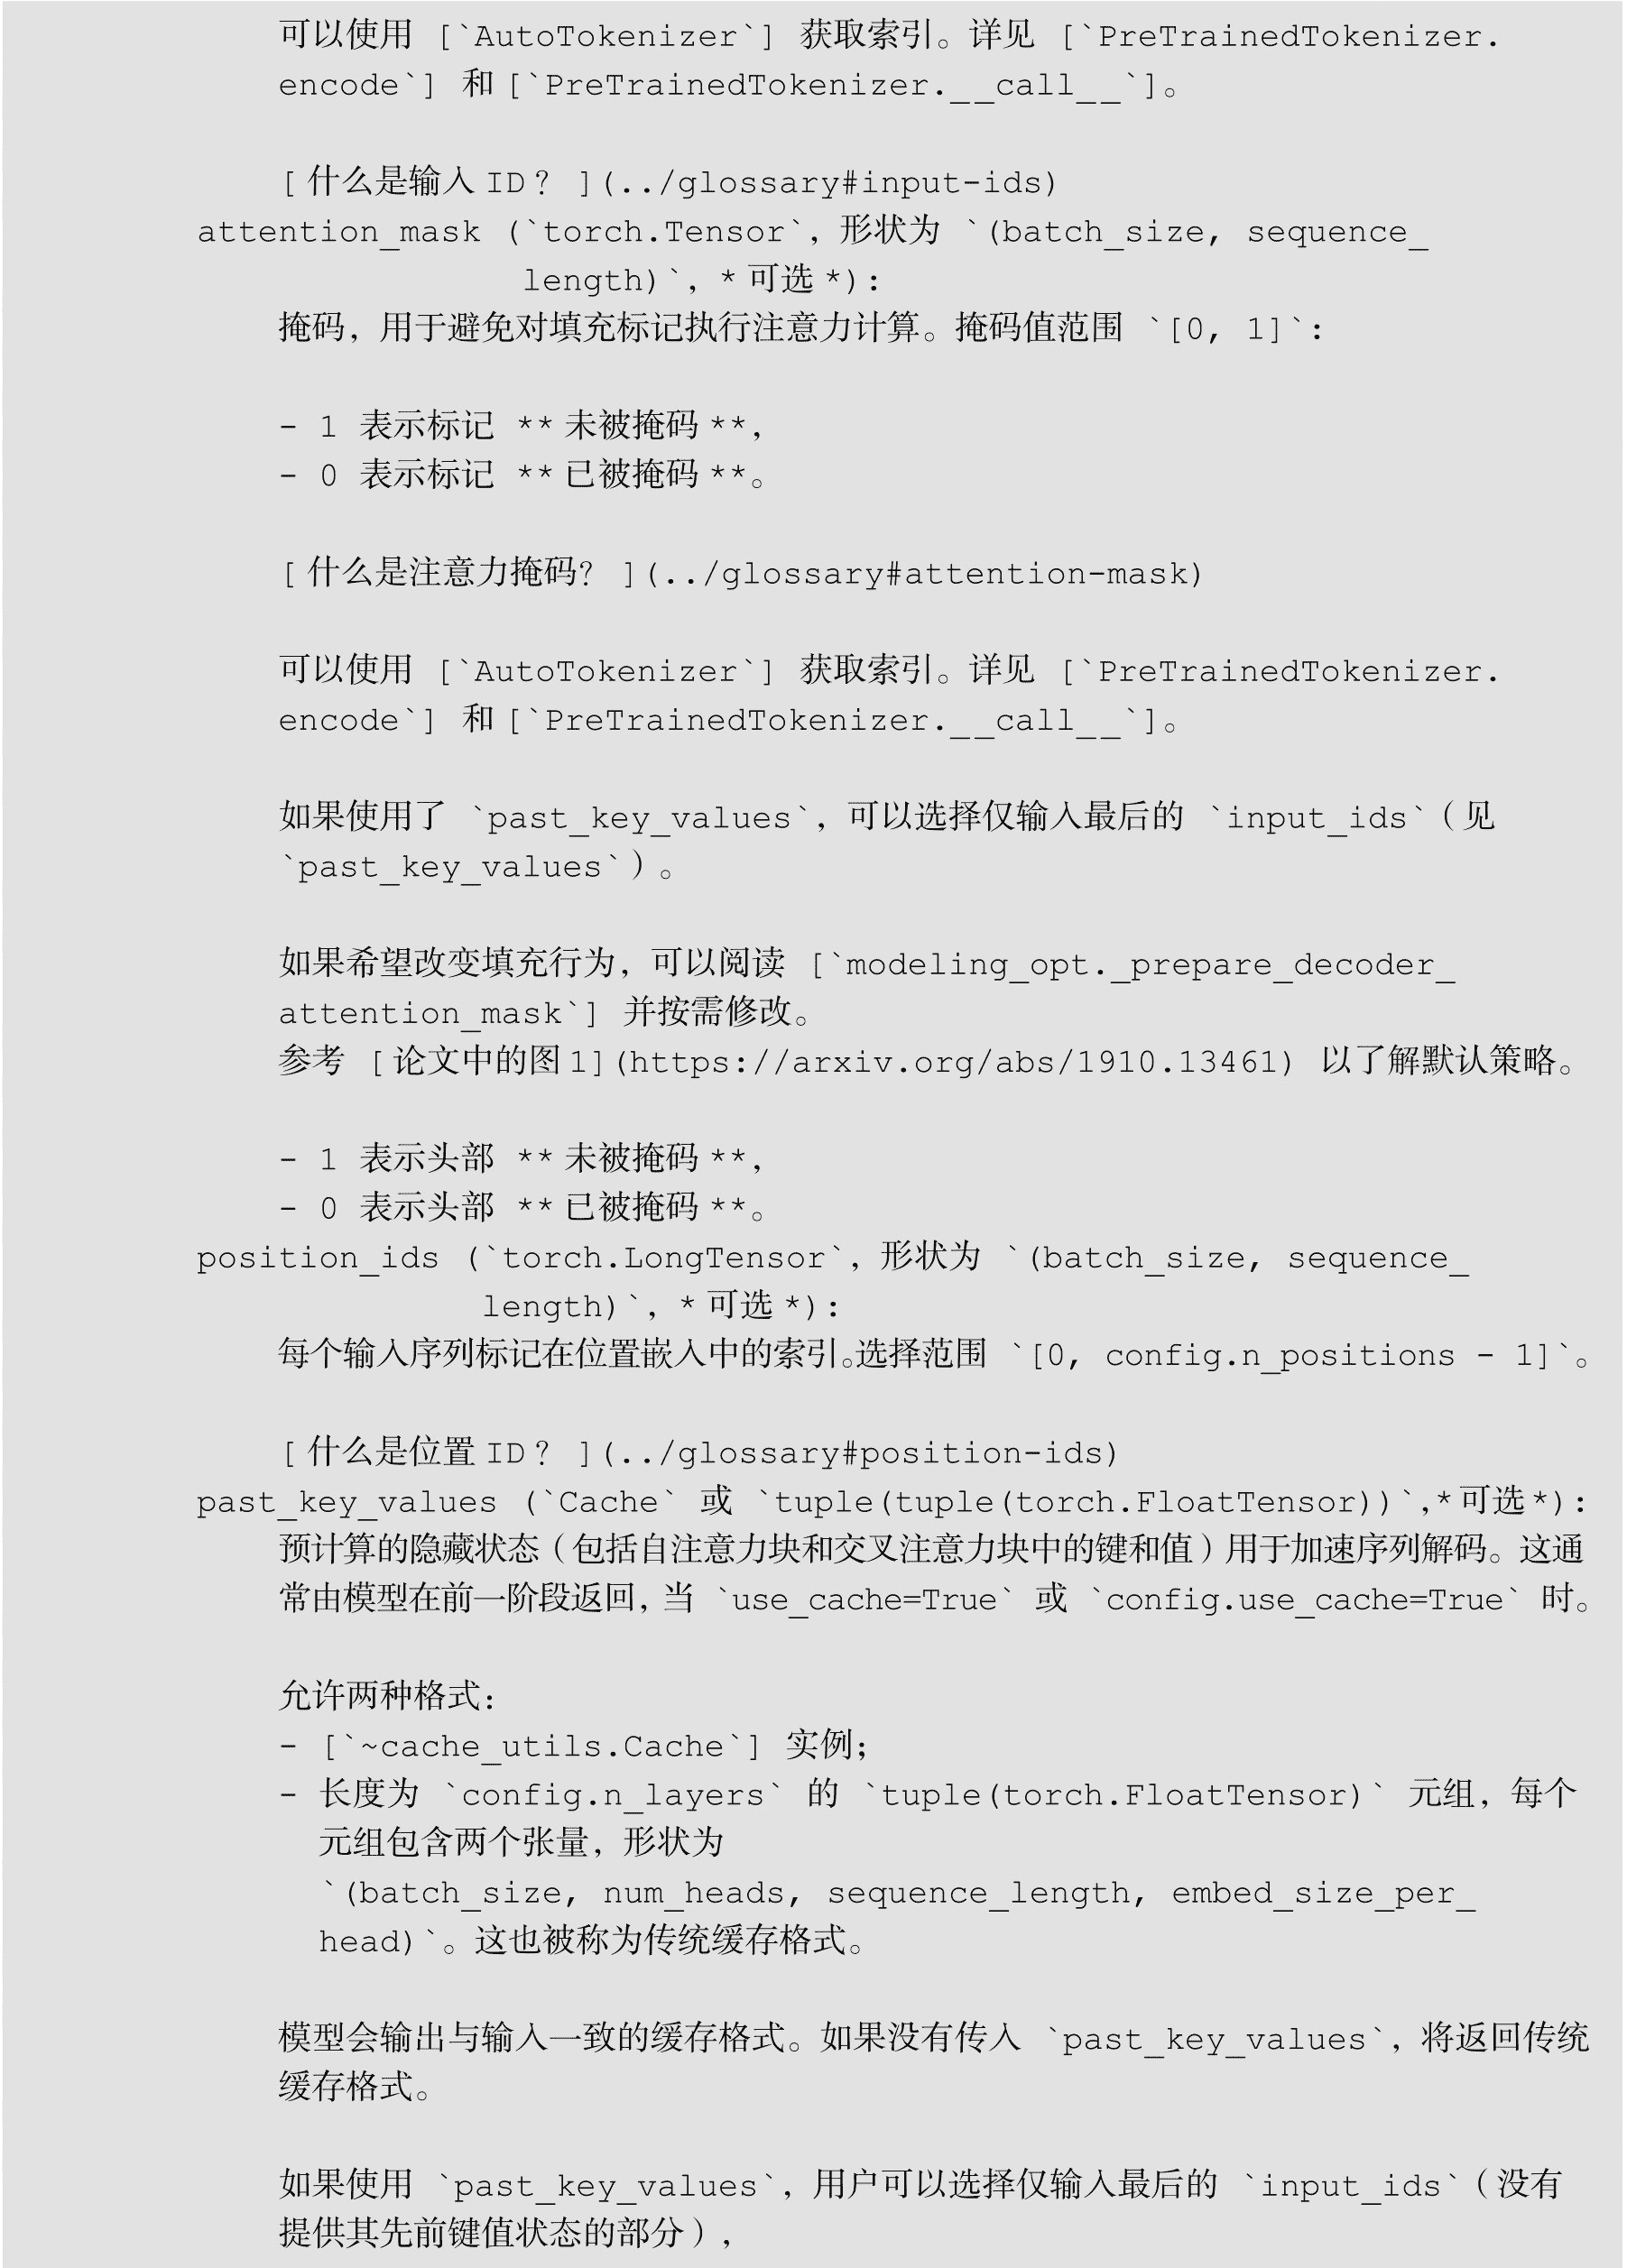 可以使用 [`AutoTokenizer`] 获取索引。详见 [`PreTrainedTokenizer.
encode`] 和[`PreTrainedTokenizer.__call__`]。
[什么是输入ID？](../glossary#input-ids)
attention_mask (`torch.Tensor`, 形状为 `(batch_size, sequence_
length)`, *可选*):
掩码，用于避免对填充标记执行注意力计算。掩码值范围 `[0, 1]`:
- 1 表示标记 **未被掩码**,
- 0 表示标记 **已被掩码**。
[什么是注意力掩码？](../glossary#attention-mask)
可以使用 [`AutoTokenizer`] 获取索引。详见 [`PreTrainedTokenizer.
encode`] 和[`PreTrainedTokenizer.__call__`]。
如果使用了 `past_key_values`, 可以选择仅输入最后的 `input_ids`（见
`past_key_values`）。
如果希望改变填充行为，可以阅读 [`modeling_opt._prepare_decoder_
attention_mask`] 并按需修改。
参考 [论文中的图1](https://arxiv.org/abs/1910.13461) 以了解默认策略。
- 1 表示头部 **未被掩码**,
- 0 表示头部 **已被掩码**。
position_ids (`torch.LongTensor`, 形状为 `(batch_size, sequence_
length)`, *可选*):
每个输入序列标记在位置嵌入中的索引。选择范围 `[0, config.n_positions - 1]`。
[什么是位置ID？](../glossary#position-ids)
past_key_values (`Cache` 或 `tuple(tuple(torch.FloatTensor))`,*可选*):
预计算的隐藏状态（包括自注意力块和交叉注意力块中的键和值）用于加速序列解码。这通
常由模型在前一阶段返回，当 `use_cache=True` 或 `config.use_cache=True` 时。
允许两种格式：
- [`~cache_utils.Cache`] 实例；
- 长度为 `config.n_layers` 的 `tuple(torch.FloatTensor)` 元组，每个
元组包含两个张量，形状为
`(batch_size, num_heads, sequence_length, embed_size_per_
head)`。这也被称为传统缓存格式。
模型会输出与输入一致的缓存格式。如果没有传入 `past_key_values`, 将返回传统
缓存格式。
如果使用 `past_key_values`, 用户可以选择仅输入最后的 `input_ids`（没有
提供其先前键值状态的部分），